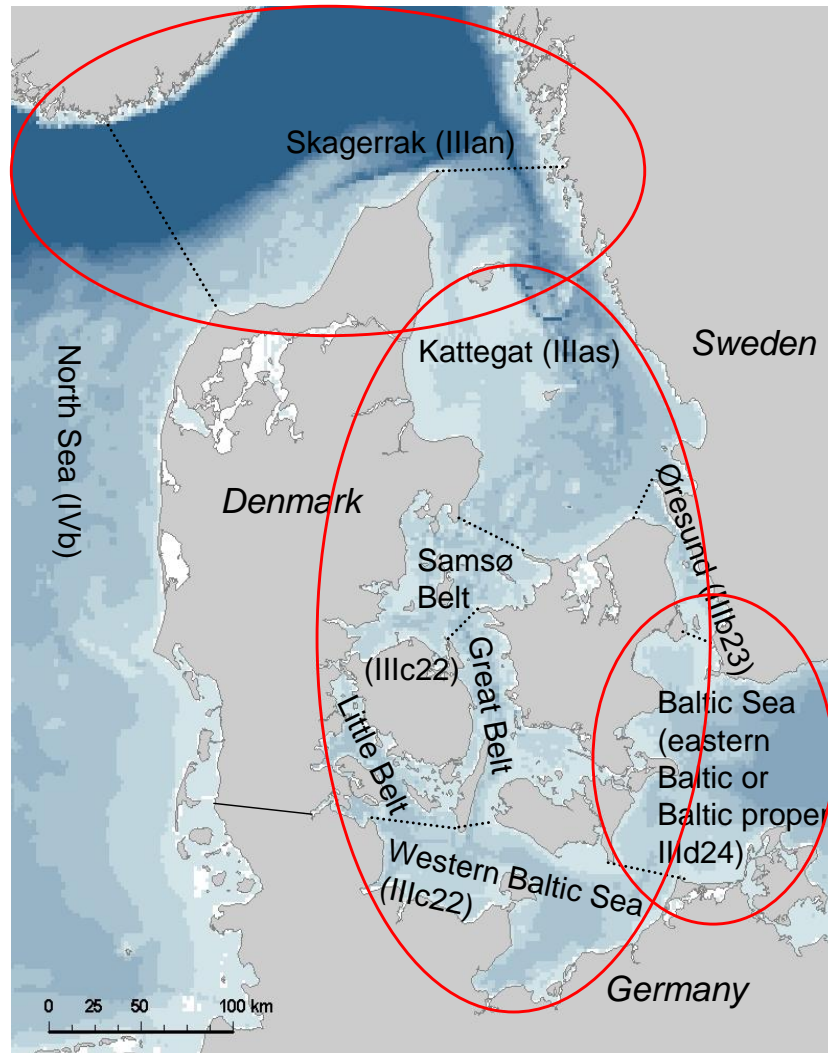 Skagerrak (IIIan)
Kattegat (IIIas)
Sweden
North Sea (IVb)
Denmark
Øresund (IIIb23)
Samsø
Belt
(IIIc22)
Great Belt
Little Belt
Baltic Sea
(eastern
Baltic or
Baltic proper
IIId24)
Western Baltic Sea
(IIIc22)
Germany
0 25 50 100 km